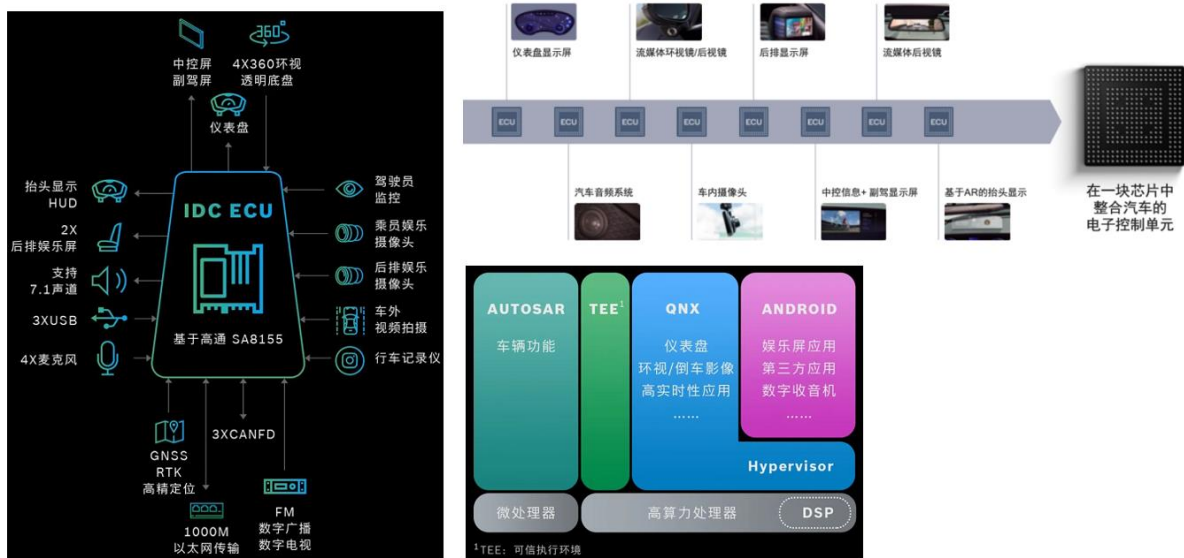 中控屏
副驾屏
360°
4X360环视
透明底盘
仪表盘
抬头显示
HUD
2X
后排娱乐屏
支持
7.1声道
3XUSB
4X麦克风
IDC ECU
基于高通 SA8155
驾驶员
监控
乘员娱乐
摄像头
后排娱乐
摄像头
车外
视频拍摄
行车记录仪
GNSS
RTK
高精定位
3XCANFD
1000M
以太网传输
FM
数字广播
数字电视
仪表盘显示屏
流媒体环视镜/后视镜
后排显示屏
流媒体后视镜
ECU
ECU
ECU
ECU
ECU
ECU
ECU
ECU
汽车音频系统
车内摄像头
中控信息+ 副驾显示屏
基于AR的抬头显示
在一块芯片中
整合汽车的
电子控制单元
AUTOSAR
车辆功能
TEE¹
QNX
仪表盘
环视/倒车影像
高实时性应用
……
ANDROID
娱乐屏应用
第三方应用
数字收音机
……
Hypervisor
微处理器
高算力处理器
DSP
¹TEE：可信执行环境